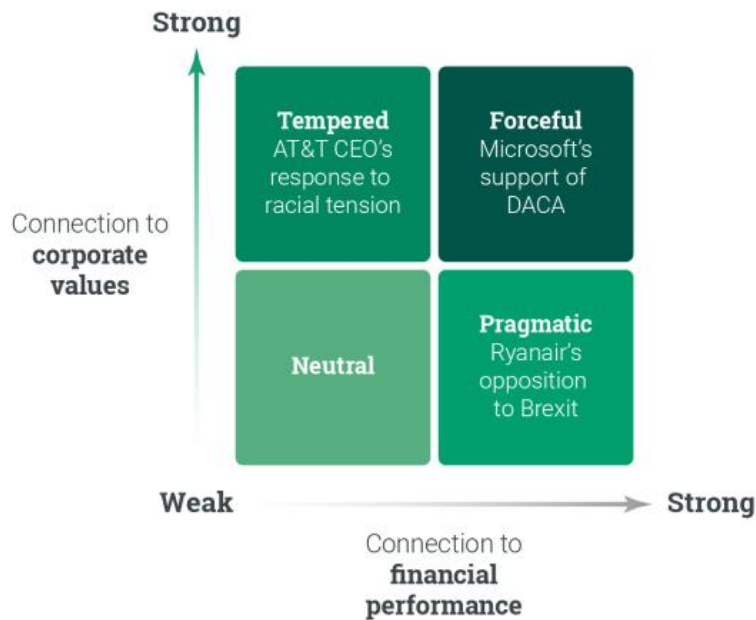 Strong
Tempered
AT&T CEO's
response to
racial tension
Forceful
Microsoft's
support of
DACA
Connection to
corporate
values
Neutral
Pragmatic
Ryanair's
opposition
to Brexit
Weak
Strong
Connection to
financial
performance